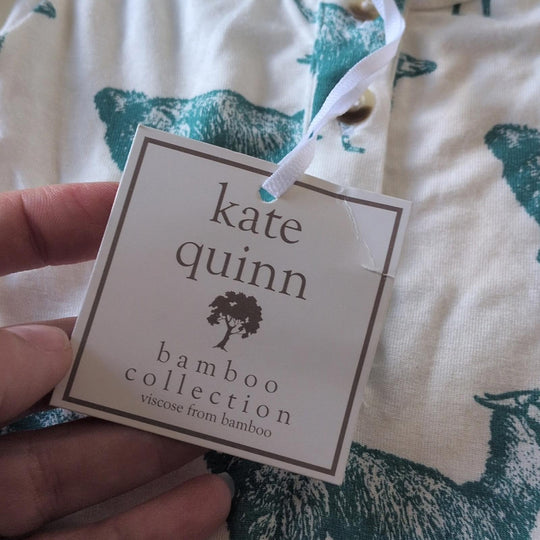 kate
quinn
bamboo
collection
viscose from bamboo